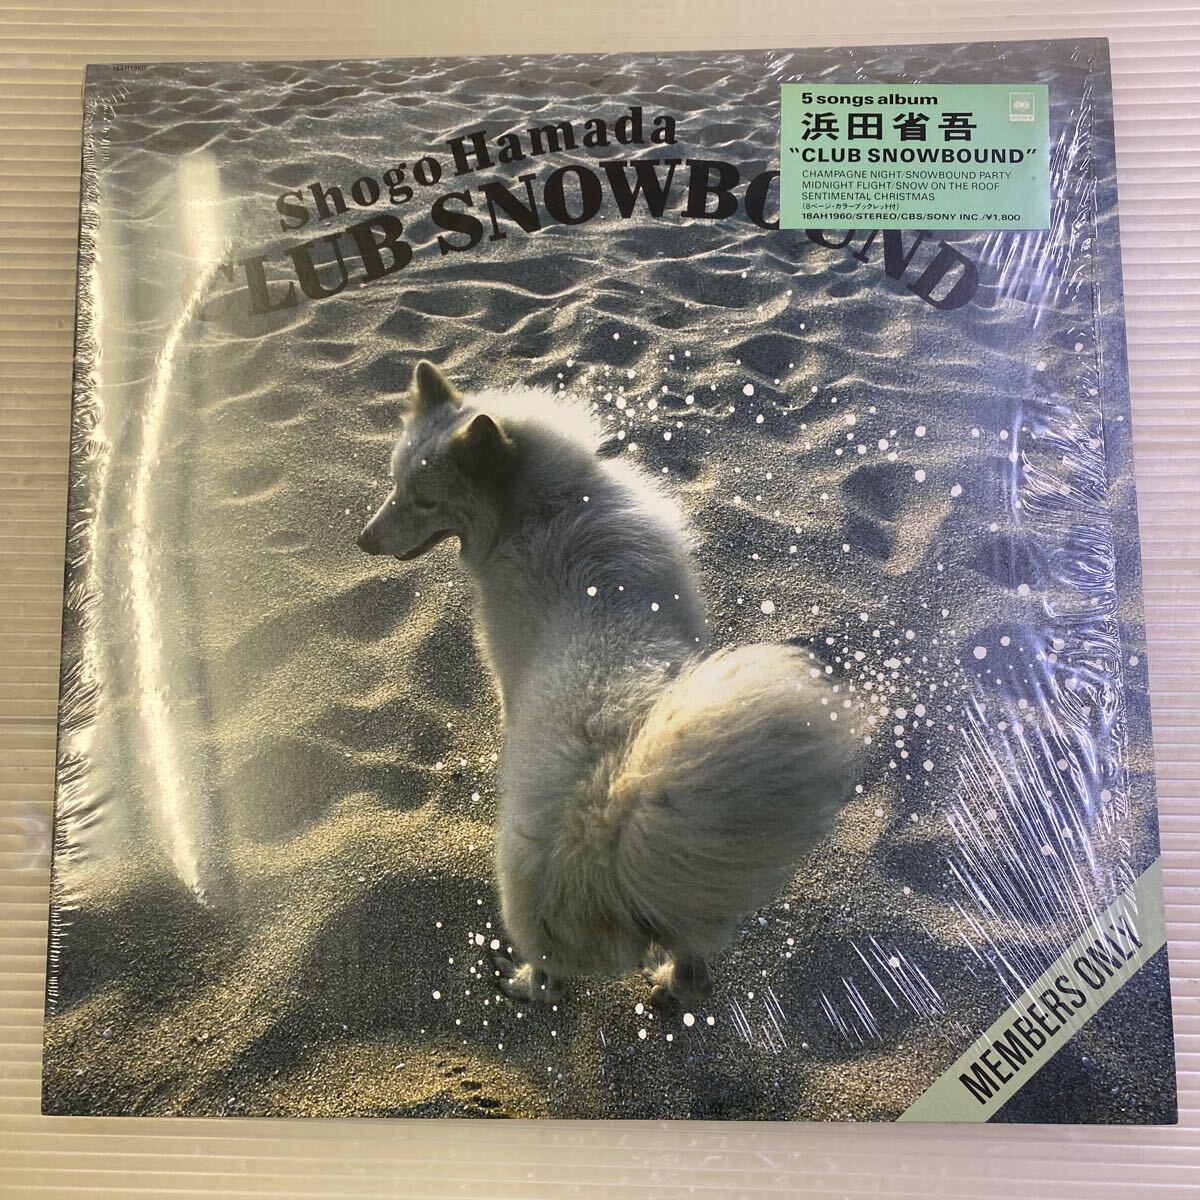 18AH1960
Shogo Hamada
CLUB SNOWBOUND
5 songs album
SONY
浜田省吾
"CLUB SNOWBOUND"
CHAMPAGNE NIGHT/SNOWBOUND PARTY
MIDNIGHT FLIGHT/SNOW ON THE ROOF
SENTIMENTAL CHRISTMAS
(8ページ・カラーブックレット付)
18AH1960/STEREO/CBS/SONY INC./¥1,800
MEMBERS ONLY